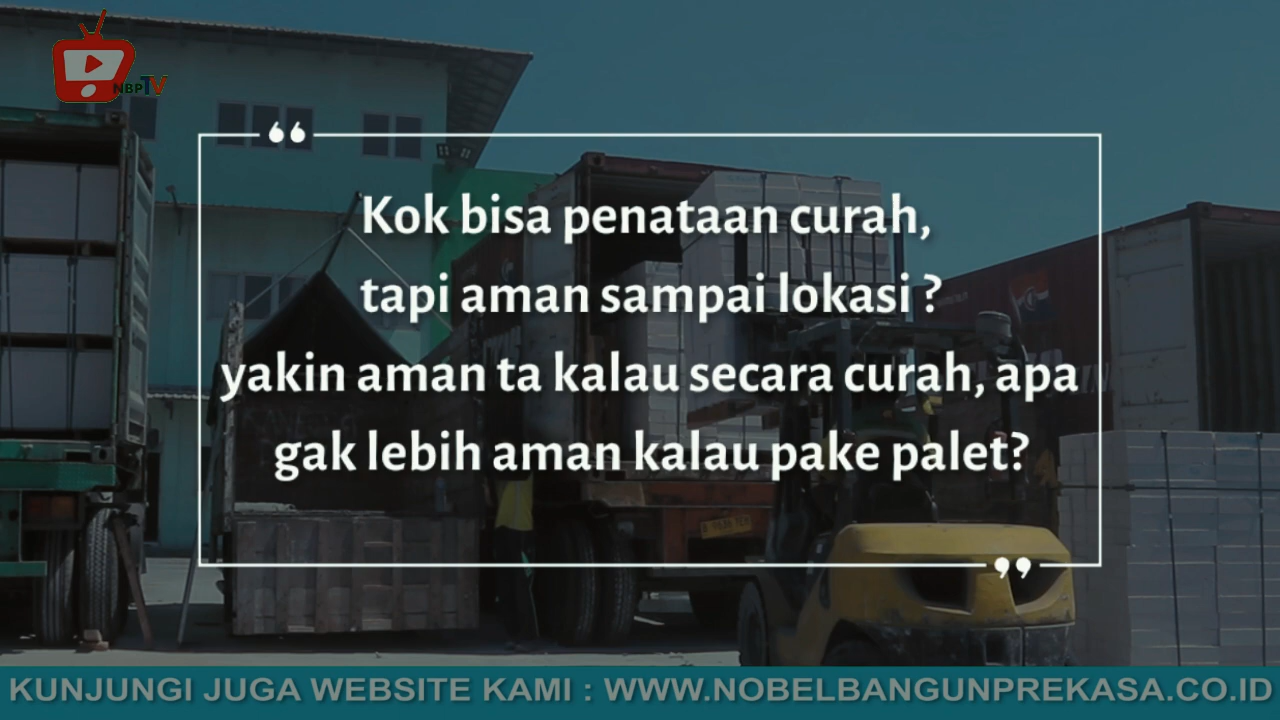 NBPTV
Kok bisa penataan curah,
tapi aman sampai lokasi ?
yakin aman ta kalau secara curah, apa
gak lebih aman kalau pake palet?
KUNJUNGI JUGA WEBSITE KAMI : WWW.NOBELBANGUNPREKASA.CO.ID